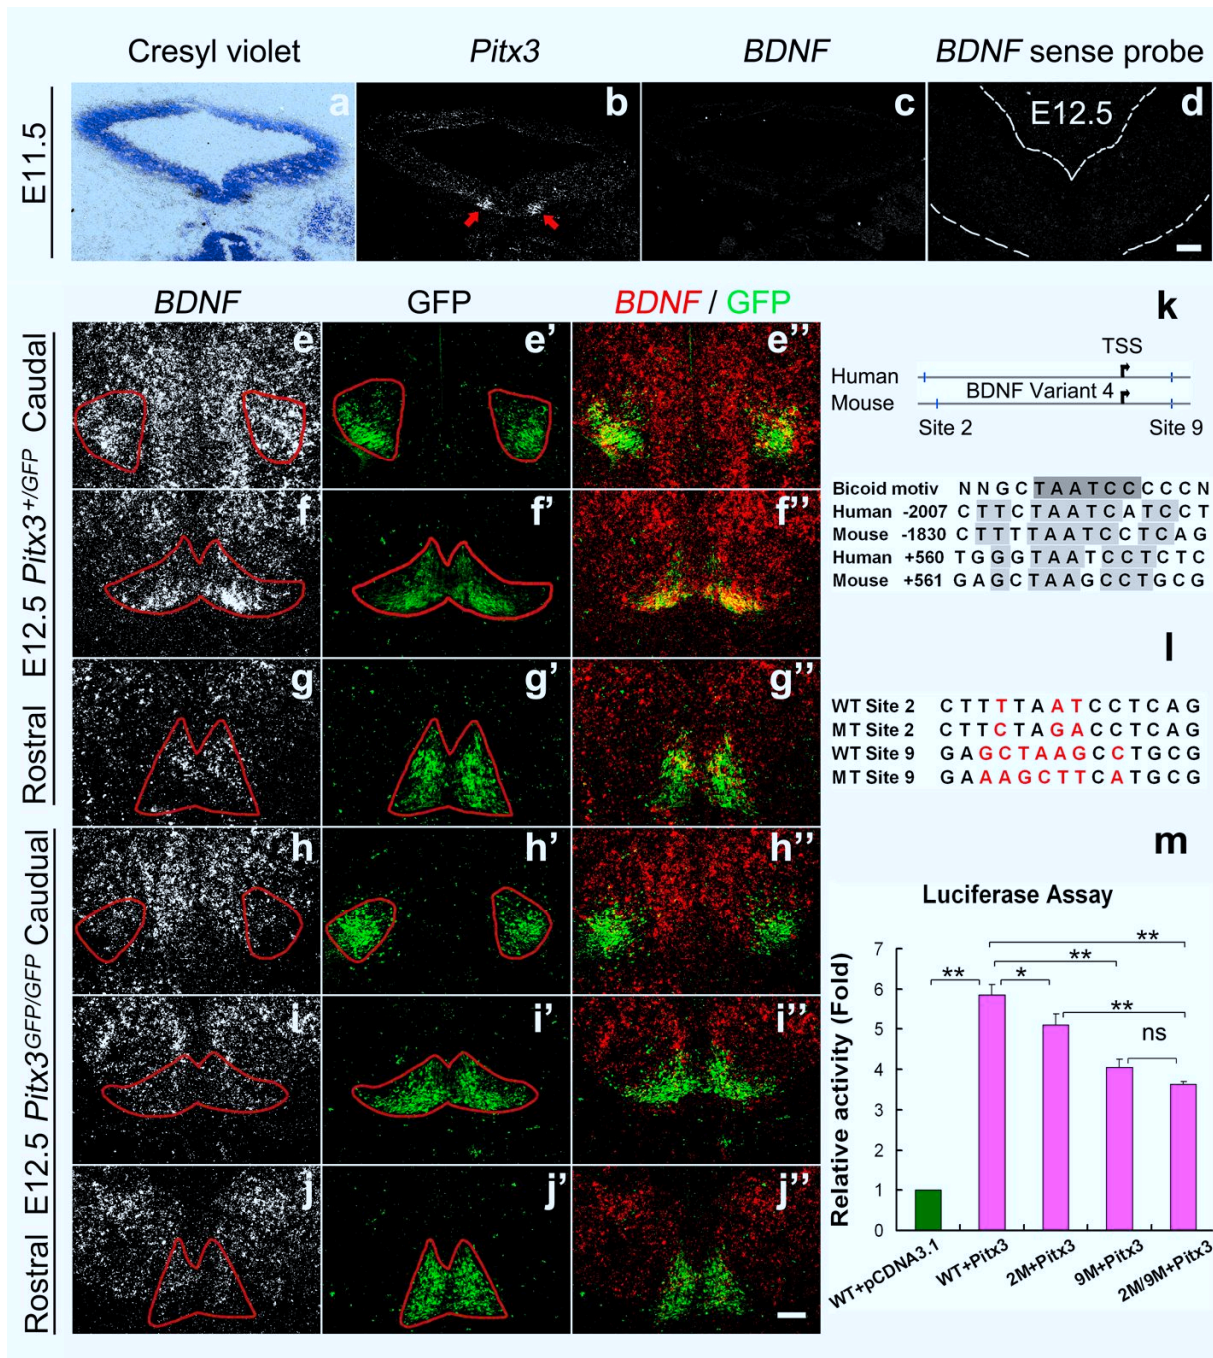 Cresyl violet Pitx3 BDNF BDNF sense probe
E11.5
a b c E12.5 d
BDNF GFP BDNF / GFP
Rostral E12.5 Pitx3+/GFP Caudal
e e’ e’’
f f’ f’’
g g’ g’’
Rostral E12.5 Pitx3GFP/GFP Caudual
h h’ h’’
i i’ i’’
j j’ j’’
k
TSS
Human
BDNF Variant 4
Mouse
Site 2 Site 9
Bicoid motiv N N G C T A A T C C C C C N
Human -2007 C T T C T A A T C A T C C T
Mouse -1830 C T T T T A A T C C T C A G
Human +560 T G G G T A A T C C T C T C
Mouse +561 G A G C T A A G C C T G C G
l
WT Site 2 C T T T T A A T C C T C A G
MT Site 2 C T T C T A G A C C T C A G
WT Site 9 G A G C T A A G C C T G C G
MT Site 9 G A A A G C T T C A T G C G
m
Luciferase Assay
Relative activity (Fold)
7
6
5
4
3
2
1
0
** ** ** * ** ns
WT+pCDNA3.1 WT+Pitx3 2M+Pitx3 9M+Pitx3 2M/9M+Pitx3